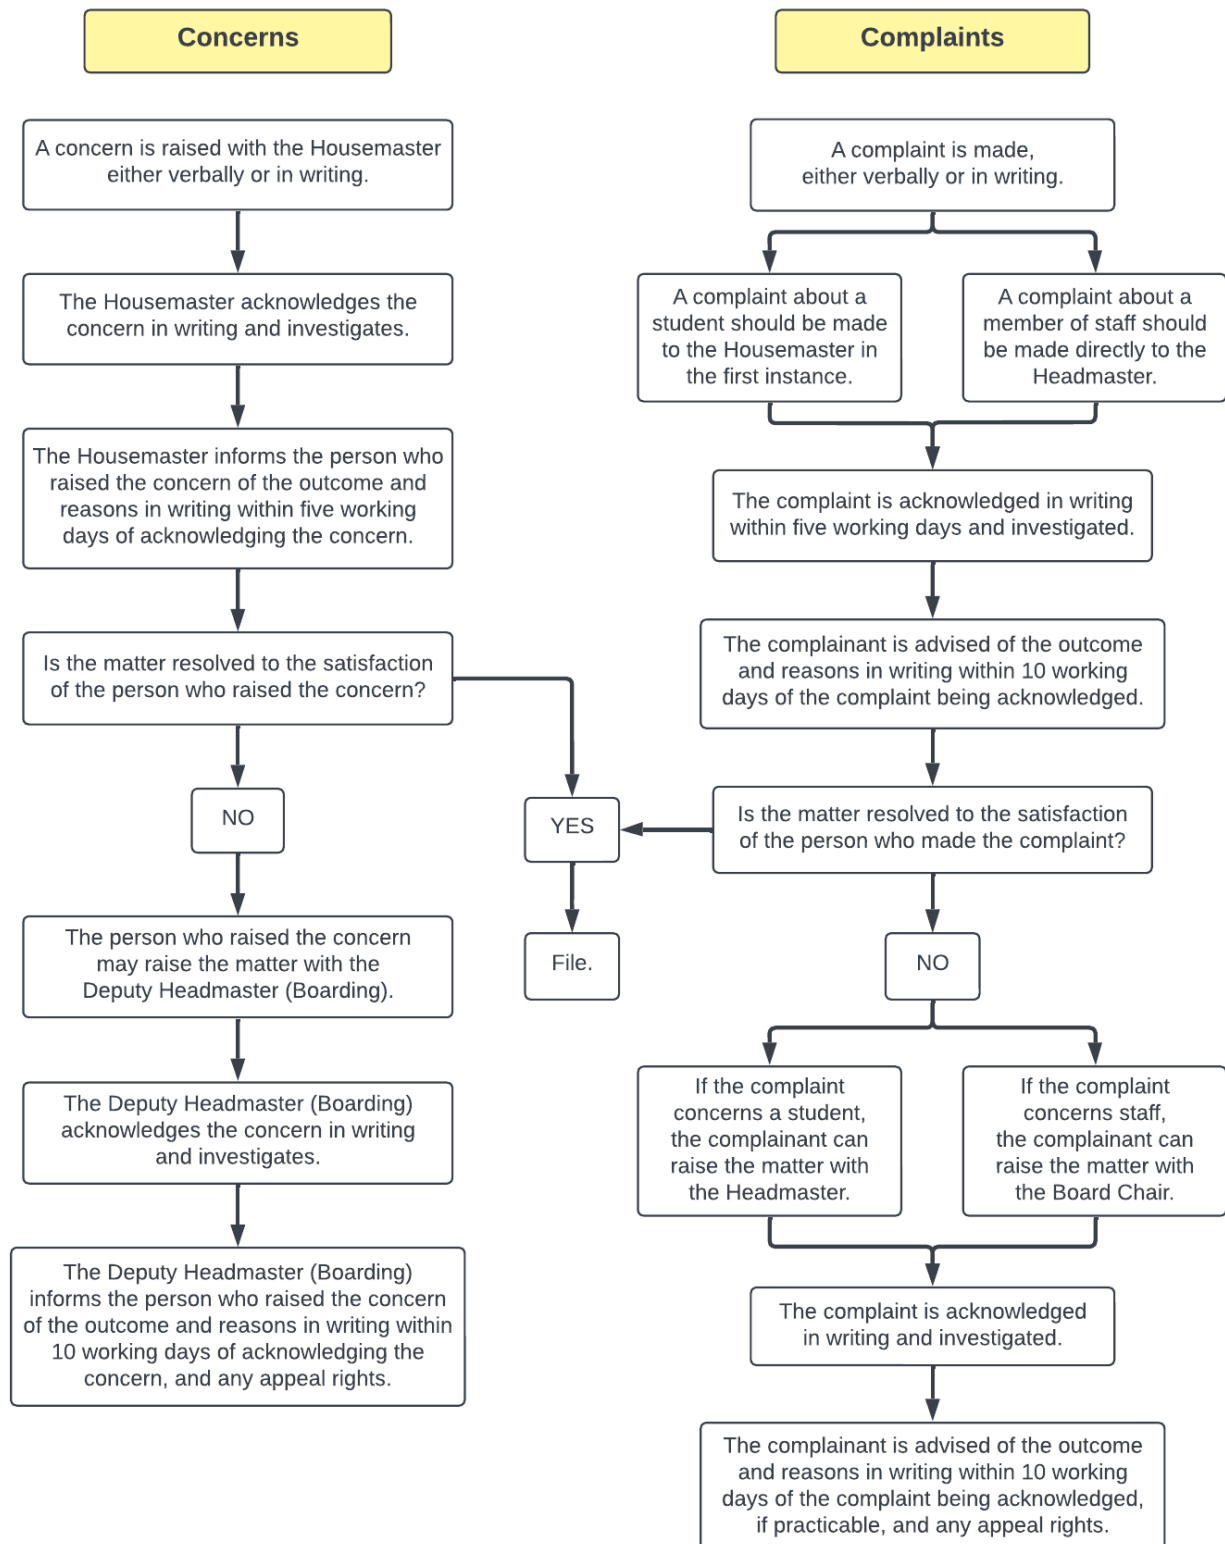 Concerns
A concern is raised with the Housemaster
either verbally or in writing.
The Housemaster acknowledges the
concern in writing and investigates.
The Housemaster informs the person who
raised the concern of the outcome and
reasons in writing within five working
days of acknowledging the concern.
Is the matter resolved to the satisfaction
of the person who raised the concern?
NO
The person who raised the concern
may raise the matter with the
Deputy Headmaster (Boarding).
The Deputy Headmaster (Boarding)
acknowledges the concern in writing
and investigates.
The Deputy Headmaster (Boarding)
informs the person who raised the concern
of the outcome and reasons in writing within
10 working days of acknowledging the
concern, and any appeal rights.
YES
File.
Complaints
A complaint is made,
either verbally or in writing.
A complaint about a
student should be made
to the Housemaster in
the first instance.
A complaint about a
member of staff should
be made directly to the
Headmaster.
The complaint is acknowledged in writing
within five working days and investigated.
The complainant is advised of the outcome
and reasons in writing within 10 working
days of the complaint being acknowledged.
Is the matter resolved to the satisfaction
of the person who made the complaint?
NO
If the complaint
concerns a student,
the complainant can
raise the matter with
the Headmaster.
If the complaint
concerns staff,
the complainant can
raise the matter with
the Board Chair.
The complaint is acknowledged
in writing and investigated.
The complainant is advised of the outcome
and reasons in writing within 10 working
days of the complaint being acknowledged,
if practicable, and any appeal rights.